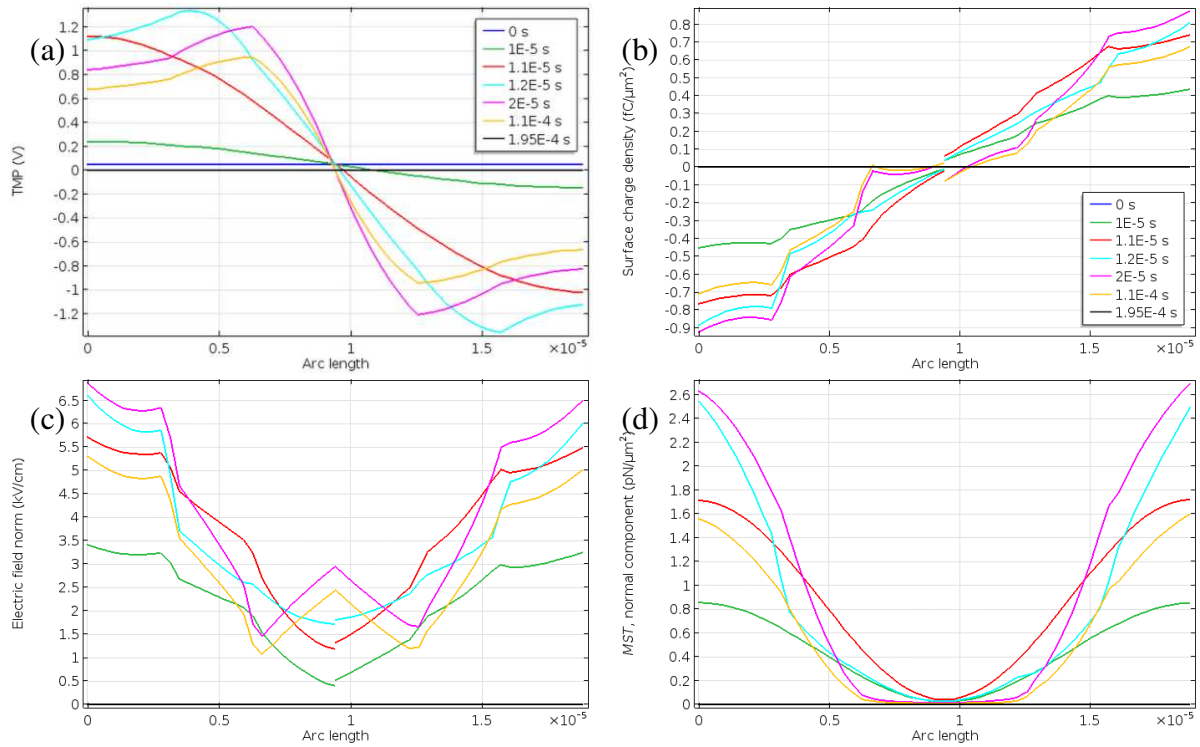 (a)
TMP (V)
1.2
1
0.8
0.6
0.4
0.2
0
-0.2
-0.4
-0.6
-0.8
-1
-1.2
0 s
1E-5 s
1.1E-5 s
1.2E-5 s
2E-5 s
1.1E-4 s
1.95E-4 s
0 0.5 1 1.5 ×10⁻⁵
Arc length
(b)
Surface charge density (fC/µm²)
0.8
0.7
0.6
0.5
0.4
0.3
0.2
0.1
0
-0.1
-0.2
-0.3
-0.4
-0.5
-0.6
-0.7
-0.8
-0.9
0 s
1E-5 s
1.1E-5 s
1.2E-5 s
2E-5 s
1.1E-4 s
1.95E-4 s
0 0.5 1 1.5 ×10⁻⁵
Arc length
(c)
Electric field norm (kV/cm)
6.5
6
5.5
5
4.5
4
3.5
3
2.5
2
1.5
1
0.5
0
0 0.5 1 1.5 ×10⁻⁵
Arc length
(d)
MST, normal component (pN/µm²)
2.6
2.4
2.2
2
1.8
1.6
1.4
1.2
1
0.8
0.6
0.4
0.2
0
0 0.5 1 1.5 ×10⁻⁵
Arc length